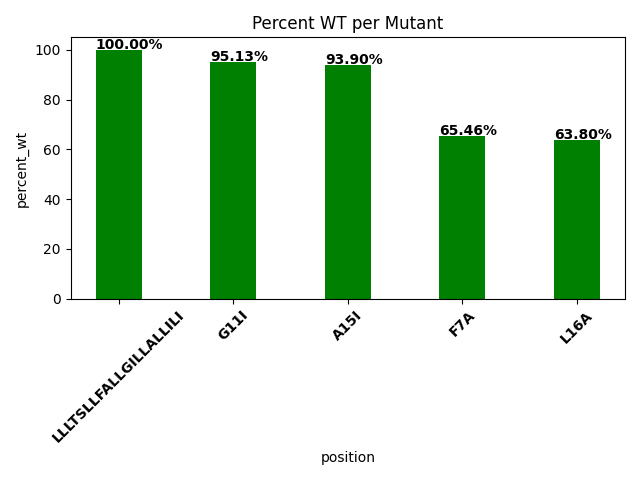 Percent WT per Mutant
percent_wt
100
80
60
40
20
0
100.00%
95.13%
93.90%
65.46%
63.80%
LLLTSLLFALLGILLALLILI
G11I
A15I
F7A
L16A
position